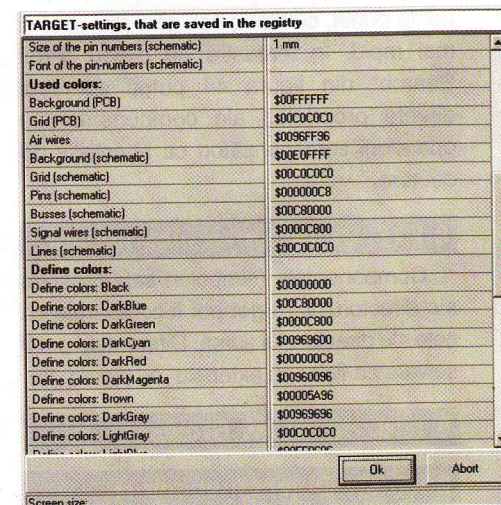 TARGET-settings, that are saved in the registry
Size of the pin numbers (schematic) 1 mm
Font of the pin-numbers (schematic)
Used colors:
Background (PCB) $00FFFFFF
Grid (PCB) $00C0C0C0
Air wires $0096FF96
Background (schematic) $00E0FFFF
Grid (schematic) $00C0C0C0
Pins (schematic) $000000C8
Busses (schematic) $00C80000
Signal wires (schematic) $0000C800
Lines (schematic) $00C0C0C0
Define colors:
Define colors: Black $00000000
Define colors: DarkBlue $00C80000
Define colors: DarkGreen $0000C800
Define colors: DarkCyan $00969600
Define colors: DarkRed $000000C8
Define colors: DarkMagenta $00960096
Define colors: Brown $00005A96
Define colors: DarkGray $00969696
Define colors: LightGray $00C0C0C0
Define colors: LightBlue
Ok Abort
Screen size: